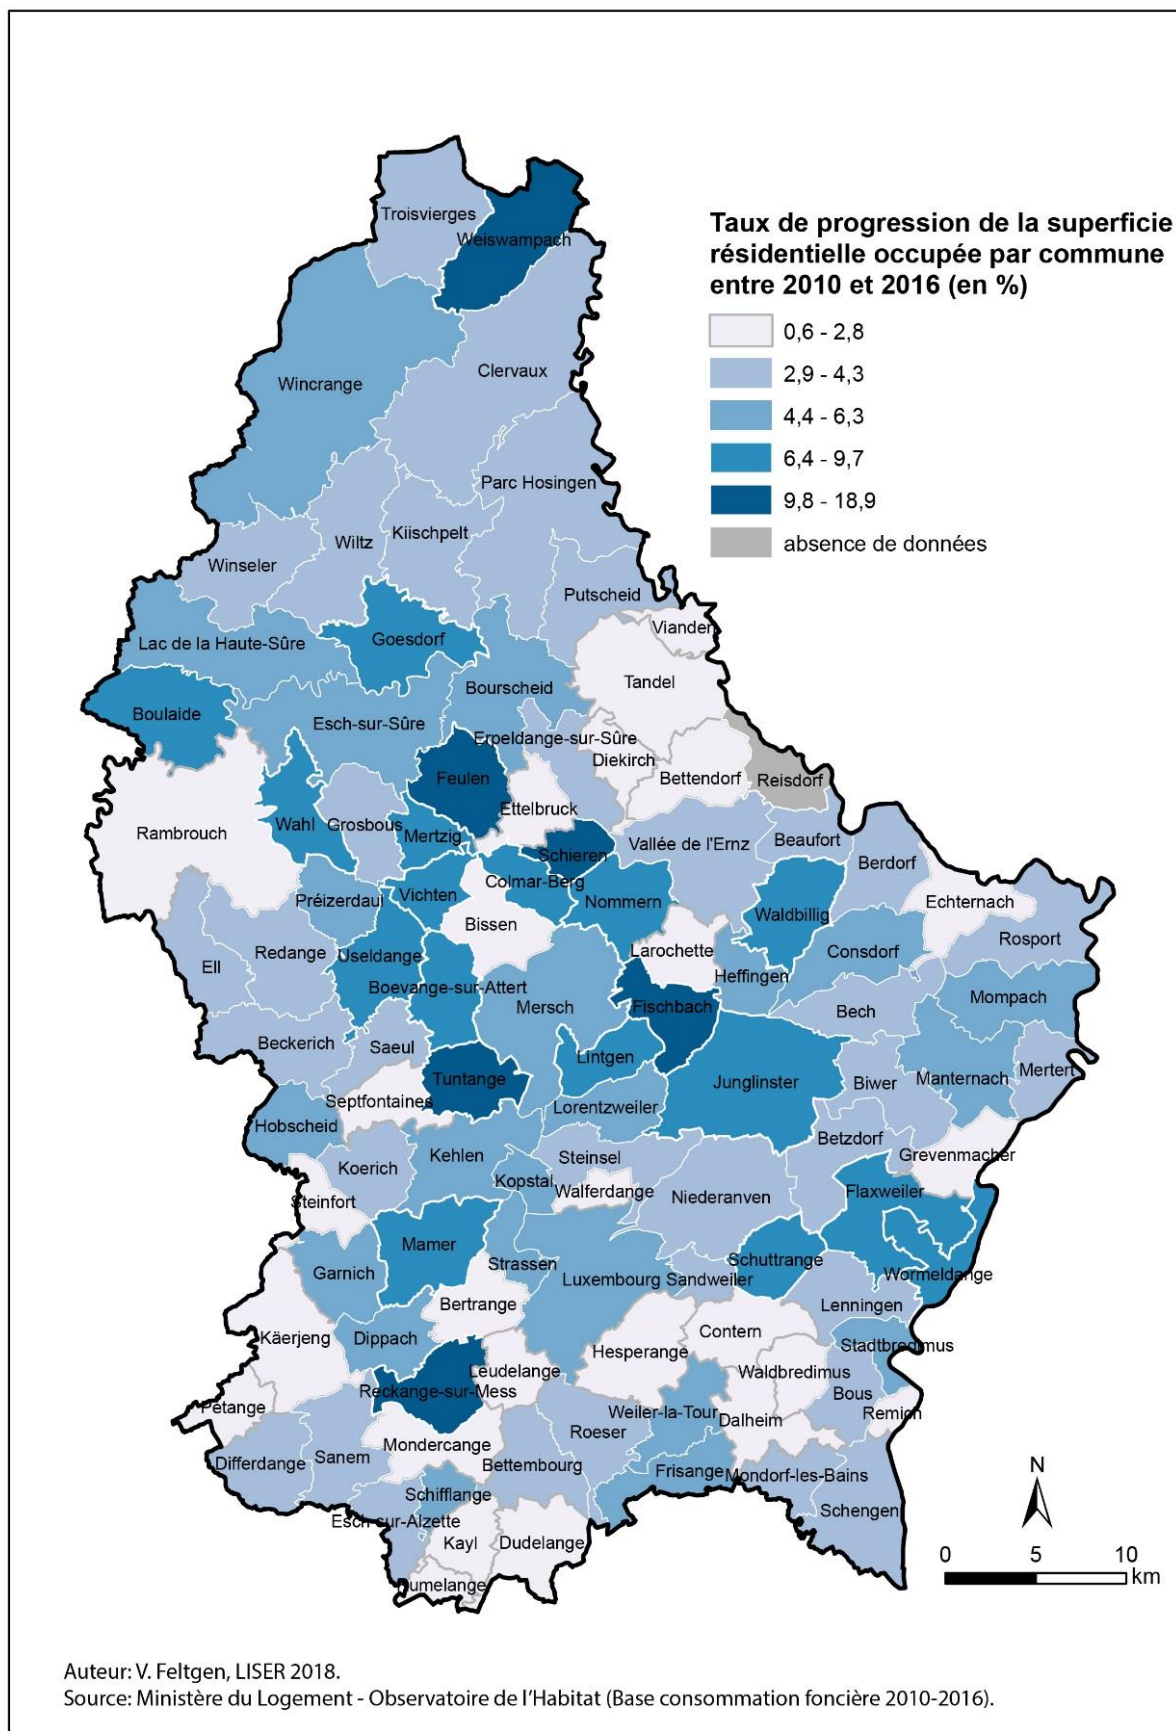 Taux de progression de la superficie
résidentielle occupée par commune
entre 2010 et 2016 (en %)
0,6 - 2,8
2,9 - 4,3
4,4 - 6,3
6,4 - 9,7
9,8 - 18,9
absence de données
Troisvierges
Weiswampach
Clervaux
Wincrange
Parc Hosingen
Kiischpelt
Wiltz
Winseler
Putscheid
Vianden
Goesdorf
Lac de la Haute-Sûre
Tandel
Bourscheid
Boulaide
Esch-sur-Sûre
Erpeldange-sur-Sûre
Diekirch
Bettendorf
Reisdorf
Feulen
Ettelbruck
Rambrouch
Wahl
Grosbous
Mertzig
Schieren
Vallée de l'Ernz
Beaufort
Berdorf
Colmar-Berg
Préizerdaul
Vichten
Nommern
Waldbillig
Echternach
Bissen
Rosport
Redange
Useldange
Larochette
Consdorf
Ell
Heffingen
Boevange-sur-Attert
Mersch
Fischbach
Bech
Mompach
Beckerich
Saeul
Lintgen
Tuntange
Junglinster
Biwer
Manternach
Mertert
Septfontaines
Lorentzweiler
Hobscheid
Betzdorf
Kehlen
Steinsel
Grevenmacher
Koerich
Kopstal
Walferdange
Niederanven
Flaxweiler
Steinfort
Mamer
Schuttrange
Strassen
Garnich
Luxembourg
Sandweiler
Wormeldange
Bertrange
Lenningen
Contern
Käerjeng
Dippach
Hesperange
Stadtbredimus
Leudelange
Waldbredimus
Reckange-sur-Mess
Bous
Pétange
Weiler-la-Tour
Dalheim
Remich
Roeser
Mondercange
Sanem
Differdange
Bettembourg
Frisange
Mondorf-les-Bains
Schifflange
Schengen
Esch-sur-Alzette
Kayl
Dudelange
Rumelange
N
0 5 10
km
Auteur: V. Feltgen, LISER 2018.
Source: Ministère du Logement - Observatoire de l'Habitat (Base consommation foncière 2010-2016).